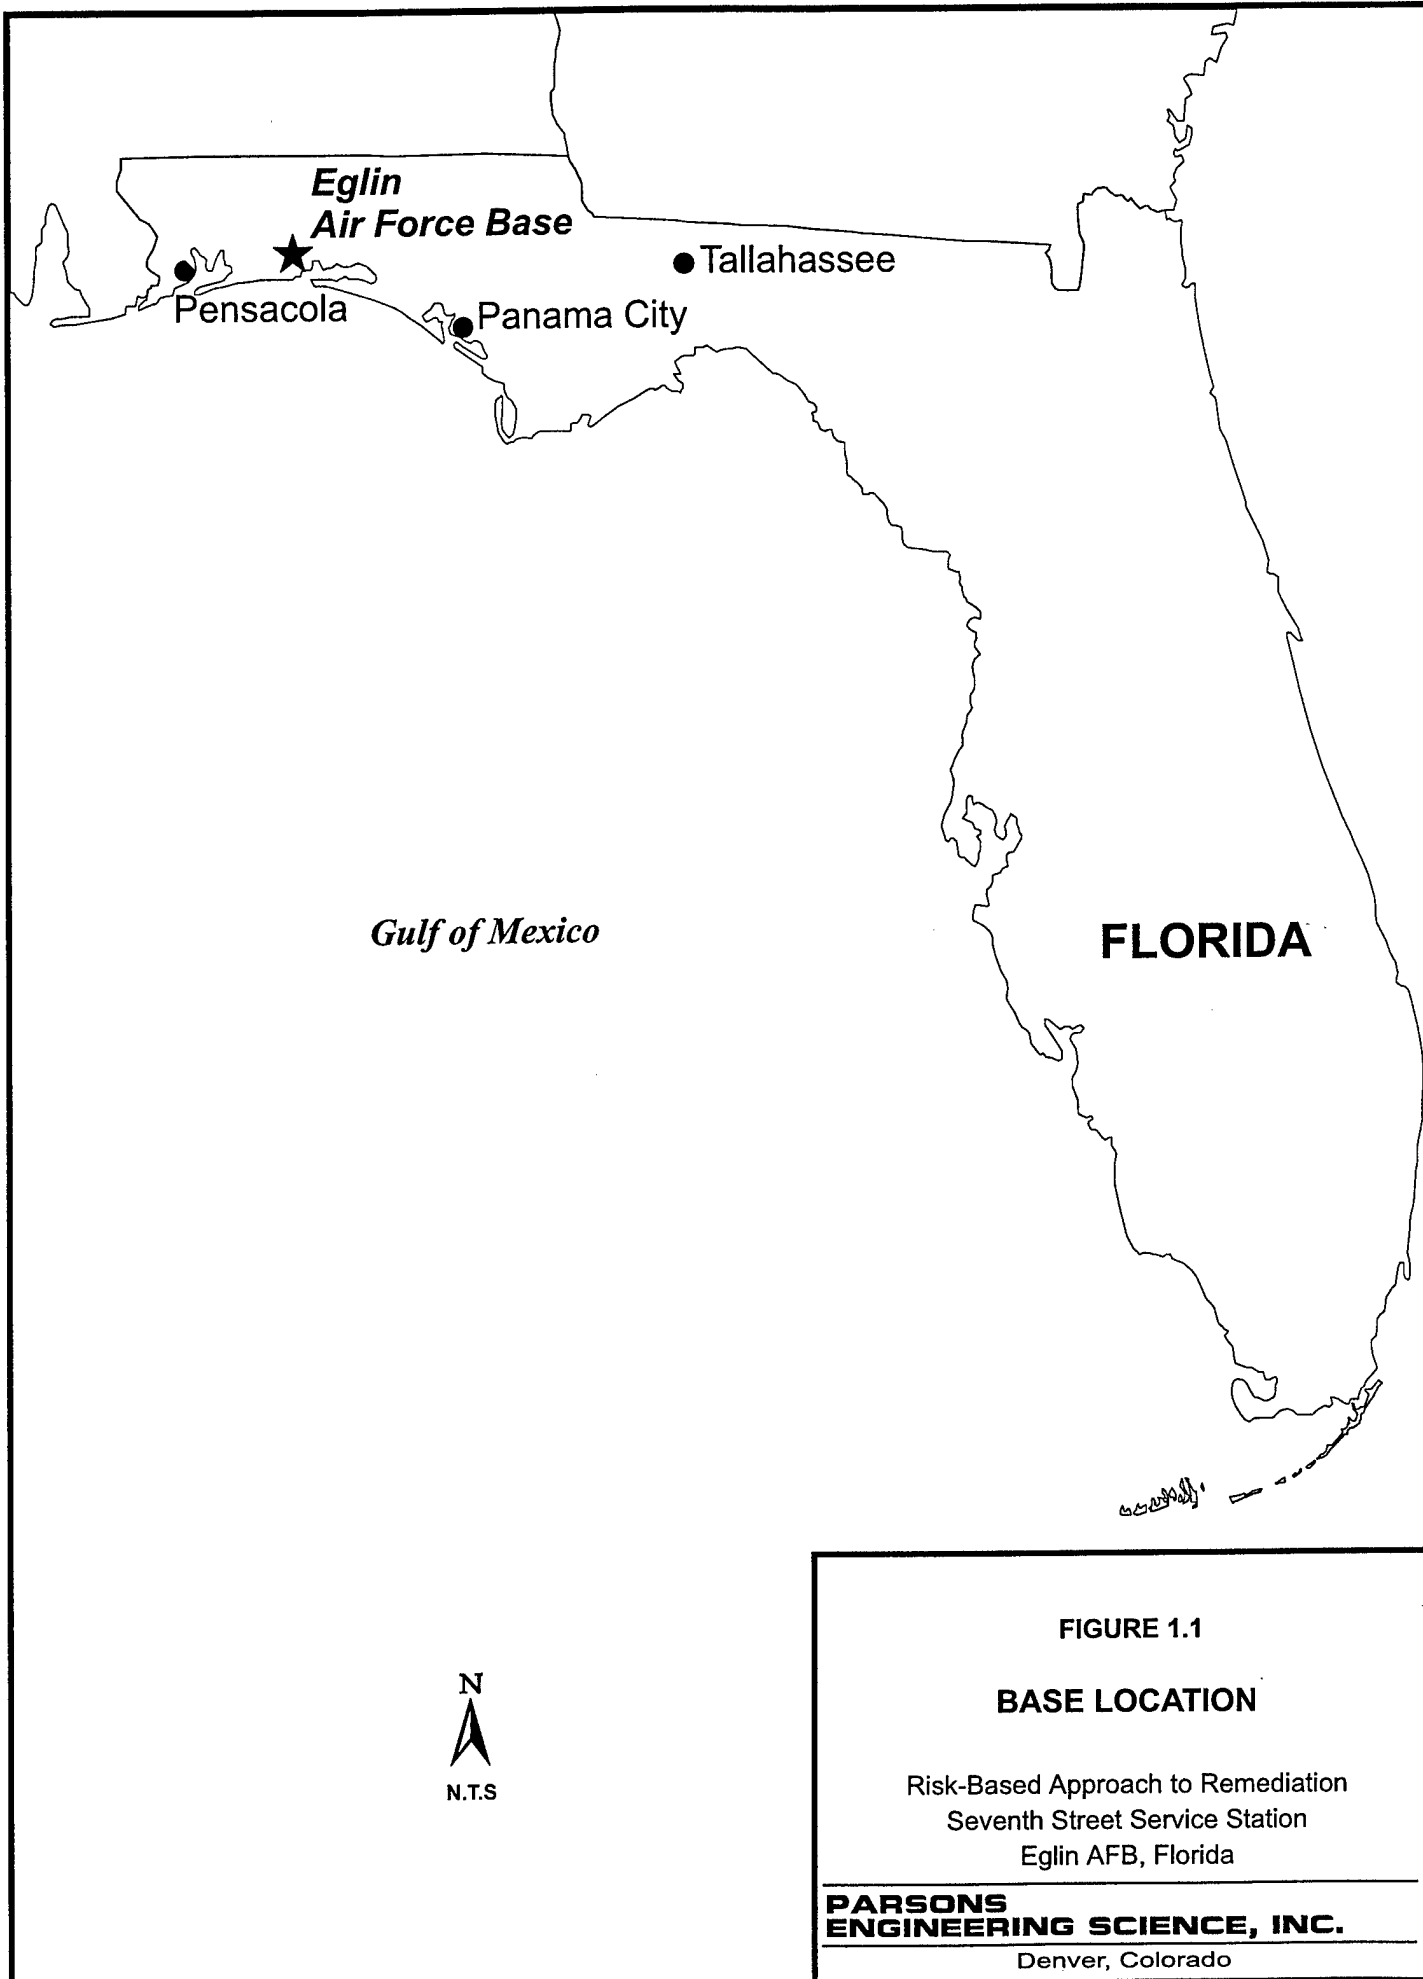 Eglin
Air Force Base
Tallahassee
Pensacola
Panama City
Gulf of Mexico
FLORIDA
N
N.T.S
FIGURE 1.1
BASE LOCATION
Risk-Based Approach to Remediation
Seventh Street Service Station
Eglin AFB, Florida
PARSONS
ENGINEERING SCIENCE, INC.
Denver, Colorado